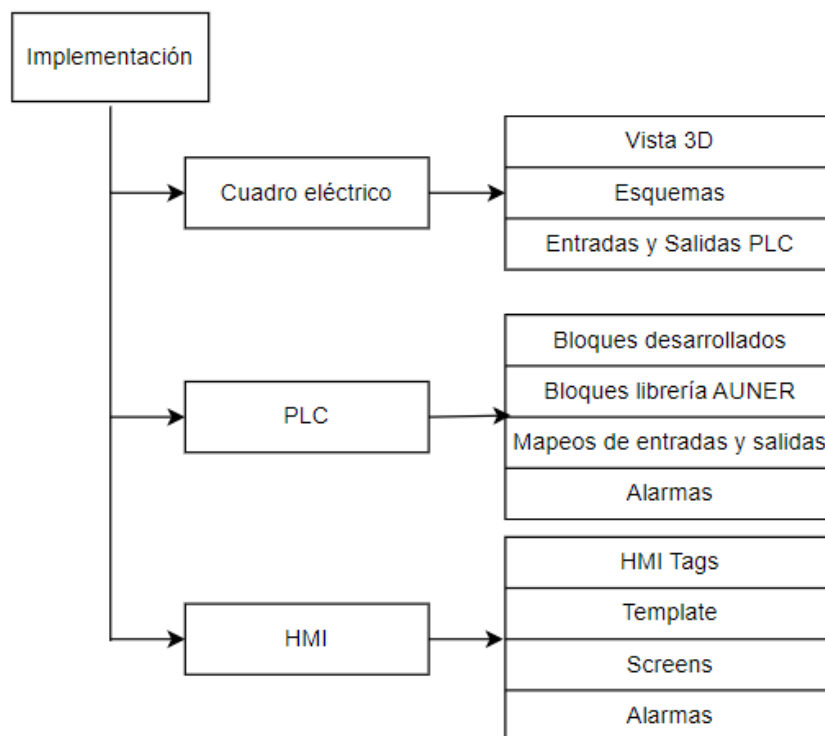 Implementación
Cuadro eléctrico
Vista 3D
Esquemas
Entradas y Salidas PLC
PLC
Bloques desarrollados
Bloques librería AUNER
Mapeos de entradas y salidas
Alarmas
HMI
HMI Tags
Template
Screens
Alarmas